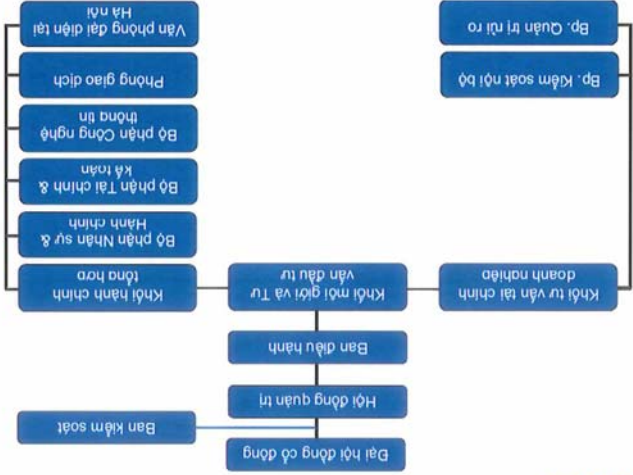 Đại hội đồng cổ đông
Ban kiểm soát
Hội đồng quản trị
Ban điều hành
Khối tư vấn tài chính
doanh nghiệp
Khối môi giới và Tư
vấn đầu tư
Khối hành chính
tổng hợp
Bp. Kiểm soát nội bộ
Bp. Quản trị rủi ro
Bộ phận Nhân sự &
Hành chính
Bộ phận Tài chính &
kế toán
Bộ phận Công nghệ
thông tin
Phòng giao dịch
Văn phòng đại diện tại
Hà nội